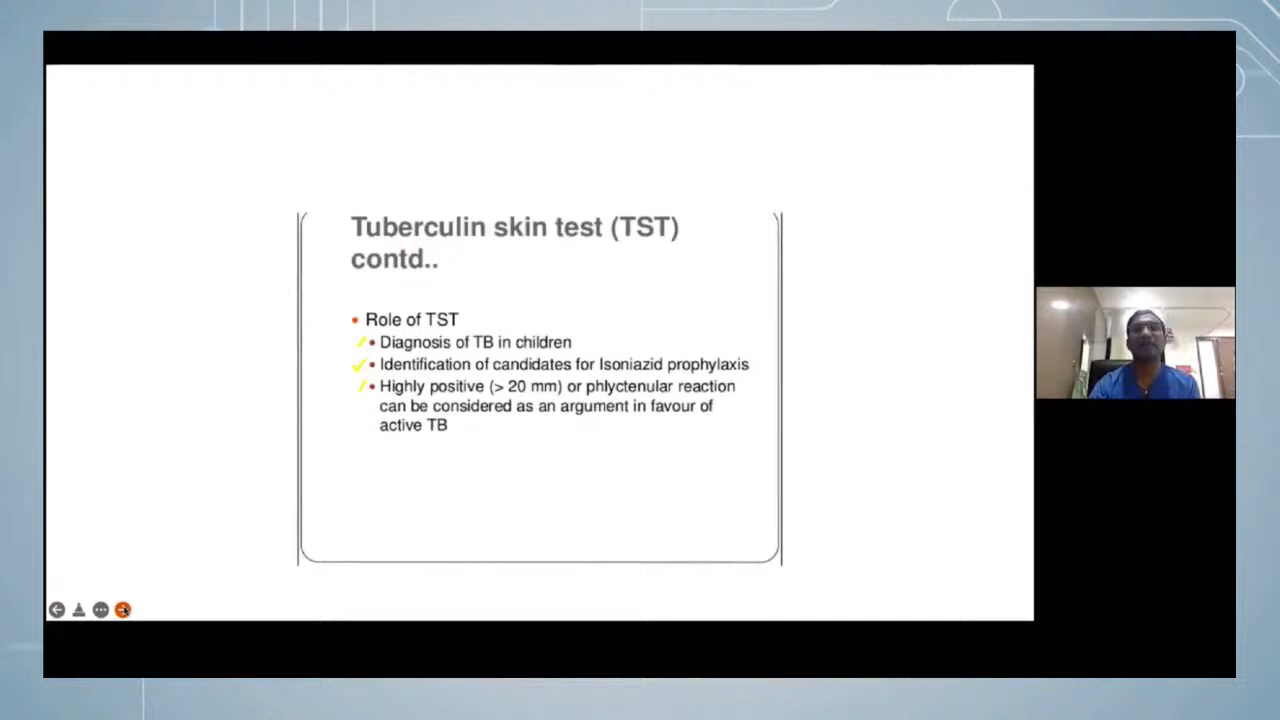 Tuberculin skin test (TST)
contd..
• Role of TST
• Diagnosis of TB in children
• Identification of candidates for Isoniazid prophylaxis
• Highly positive (> 20 mm) or phlyctenular reaction
can be considered as an argument in favour of
active TB